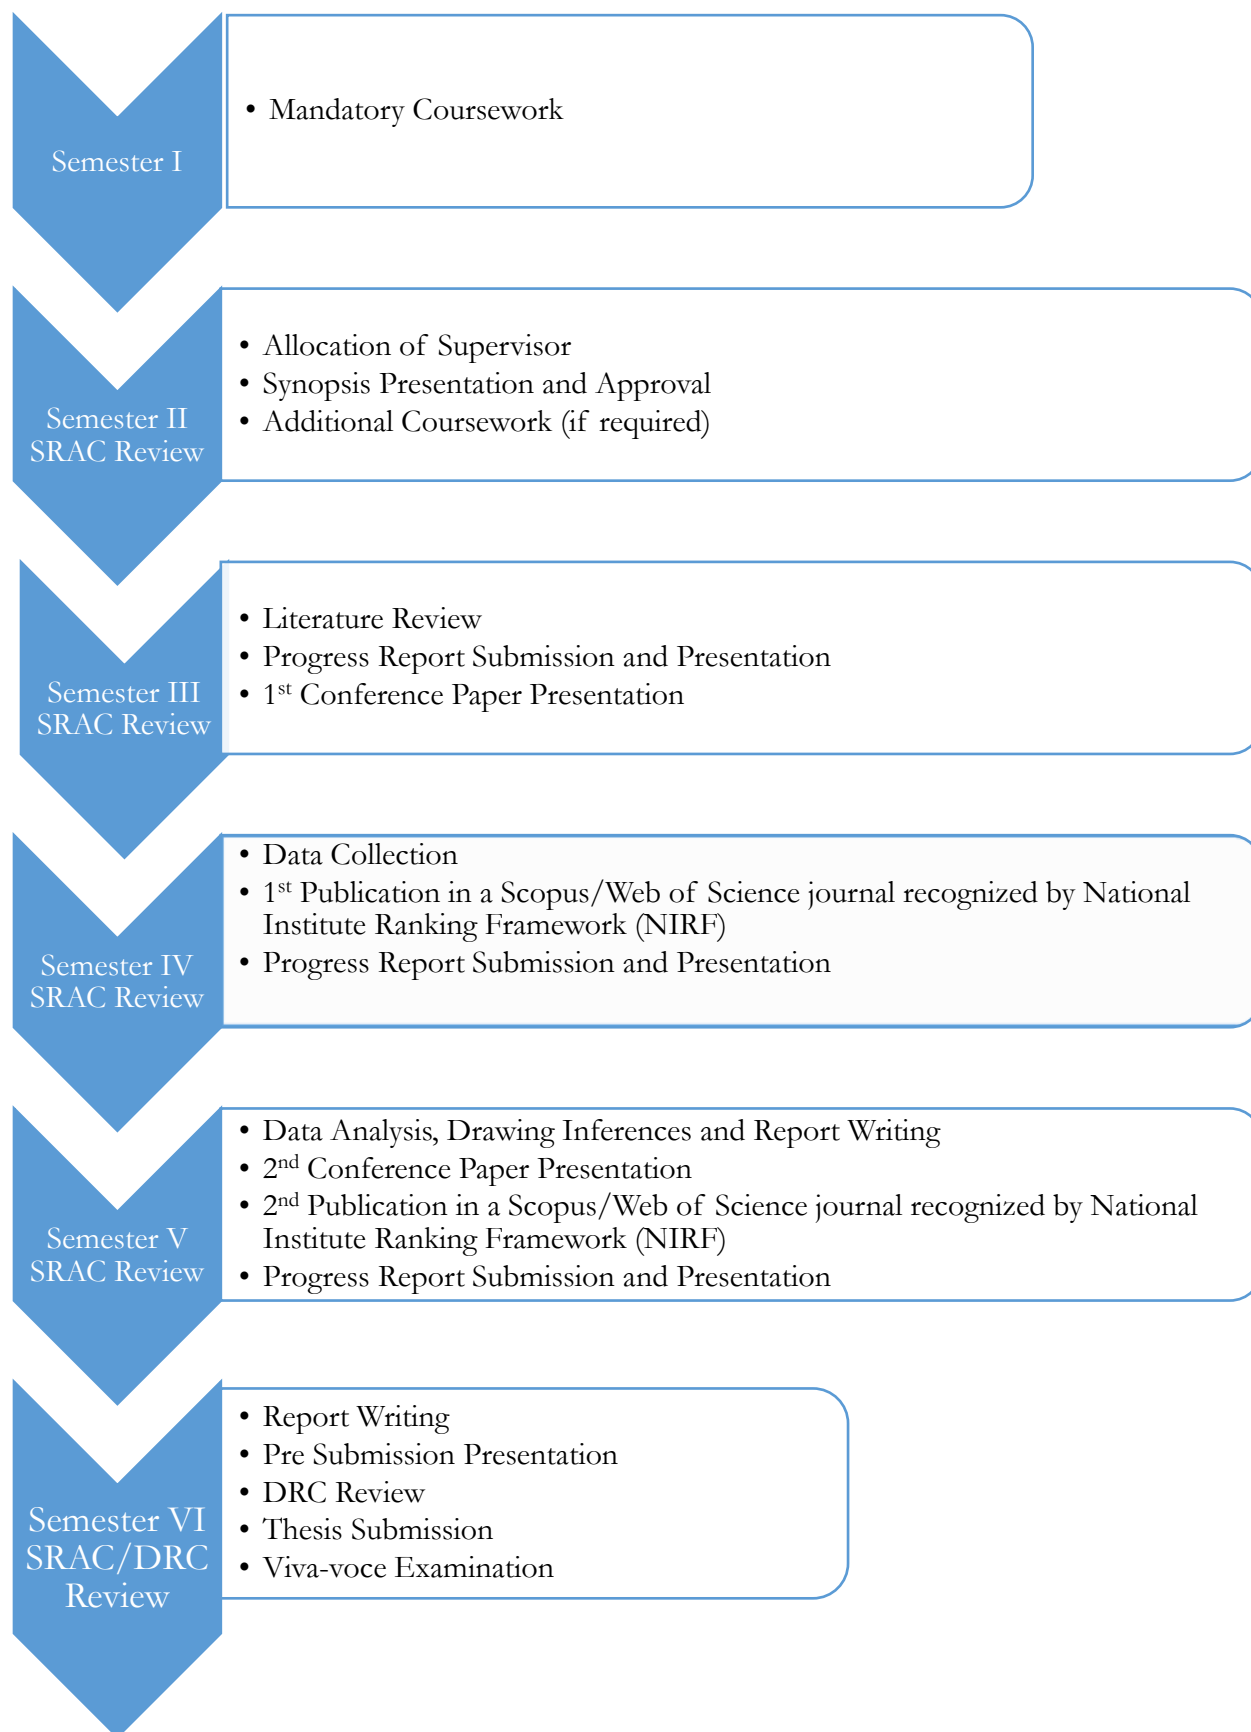 Semester I
• Mandatory Coursework
Semester II
SRAC Review
• Allocation of Supervisor
• Synopsis Presentation and Approval
• Additional Coursework (if required)
Semester III
SRAC Review
• Literature Review
• Progress Report Submission and Presentation
• 1st Conference Paper Presentation
Semester IV
SRAC Review
• Data Collection
• 1st Publication in a Scopus/Web of Science journal recognized by National
Institute Ranking Framework (NIRF)
• Progress Report Submission and Presentation
Semester V
SRAC Review
• Data Analysis, Drawing Inferences and Report Writing
• 2nd Conference Paper Presentation
• 2nd Publication in a Scopus/Web of Science journal recognized by National
Institute Ranking Framework (NIRF)
• Progress Report Submission and Presentation
Semester VI
SRAC/DRC
Review
• Report Writing
• Pre Submission Presentation
• DRC Review
• Thesis Submission
• Viva-voce Examination